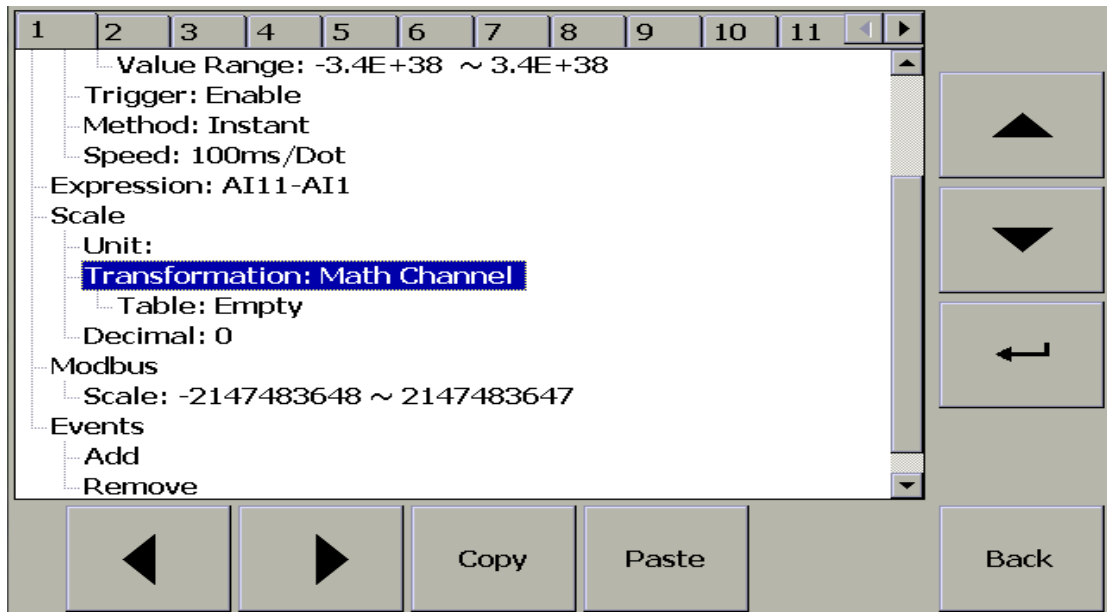 1 2 3 4 5 6 7 8 9 10 11
Value Range: -3.4E+38 ~ 3.4E+38
Trigger: Enable
Method: Instant
Speed: 100ms/Dot
Expression: AI11-AI1
Scale
Unit:
Transformation: Math Channel
Table: Empty
Decimal: 0
Modbus
Scale: -2147483648 ~ 2147483647
Events
Add
Remove
Copy Paste Back